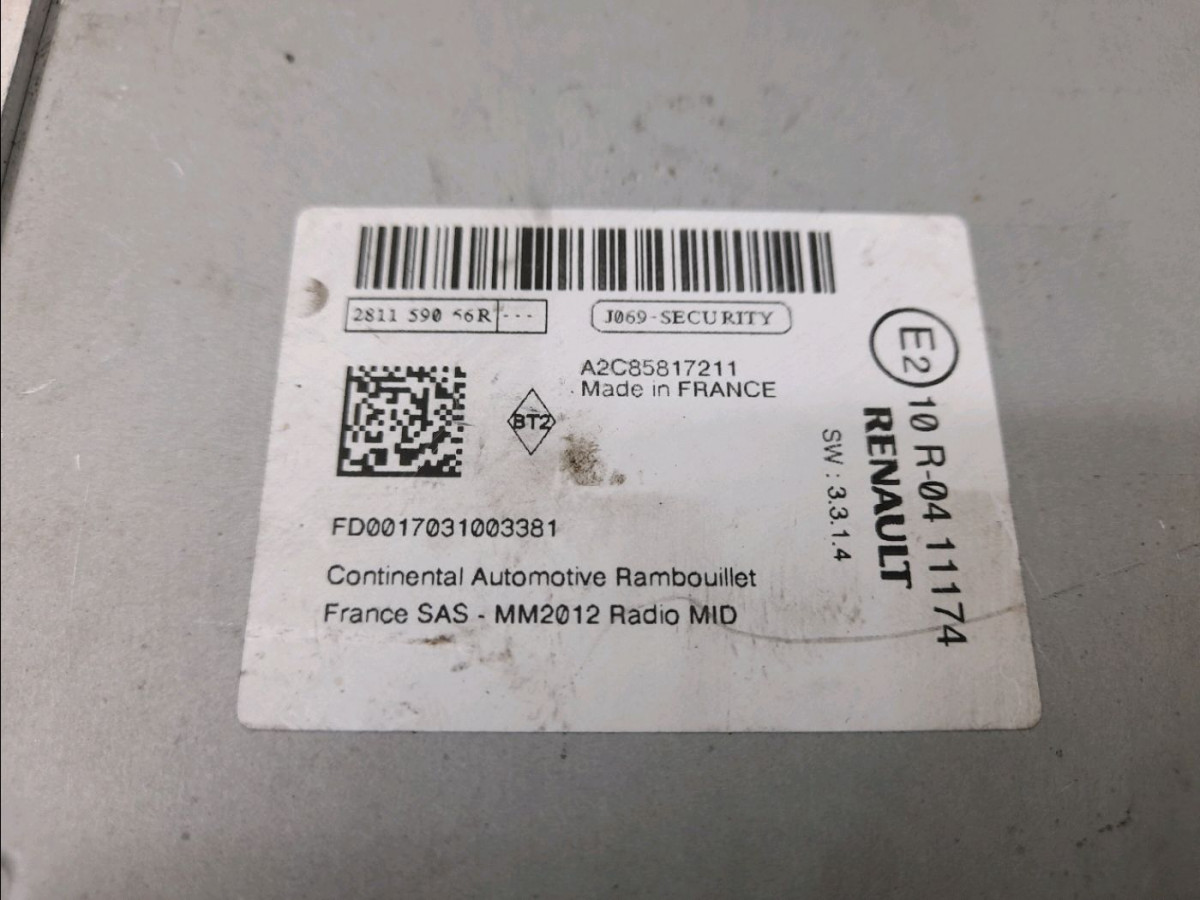 2811 590 56R ---
J069-SECURITY
A2C85817211
Made in FRANCE
BT2
FD0017031003381
Continental Automotive Rambouillet
France SAS - MM2012 Radio MID
E2 10 R-04 11174
RENAULT
SW : 3.3.1.4